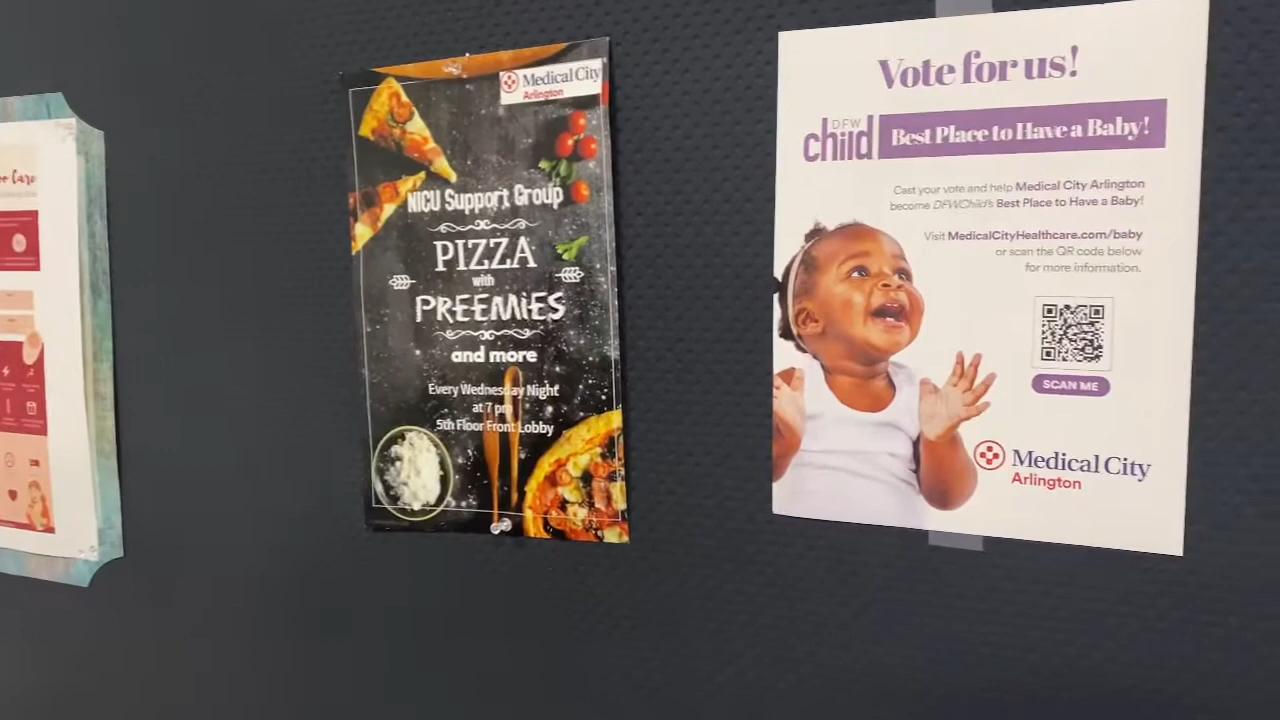 Care
Medical City
Arlington
NICU Support Group
PIZZA
with
PREEMIES
and more
Every Wednesday Night
at 7 pm
5th Floor Front Lobby
Vote for us!
DFW
child
Best Place to Have a Baby!
Cast your vote and help Medical City Arlington
become DFWChild's Best Place to Have a Baby!
Visit MedicalCityHealthcare.com/baby
or scan the QR code below
for more information.
SCAN ME
Medical City
Arlington